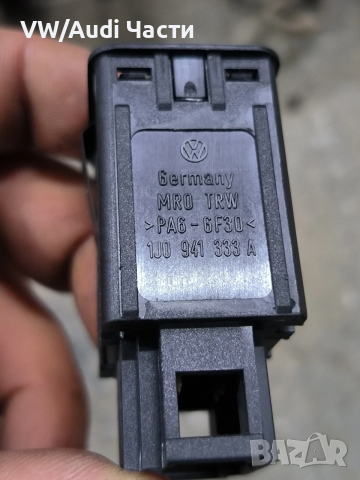 VW/Audi Части
Germany
MRO TRW
>PA6-GF30<
1J0 941 333 A
BAZAR